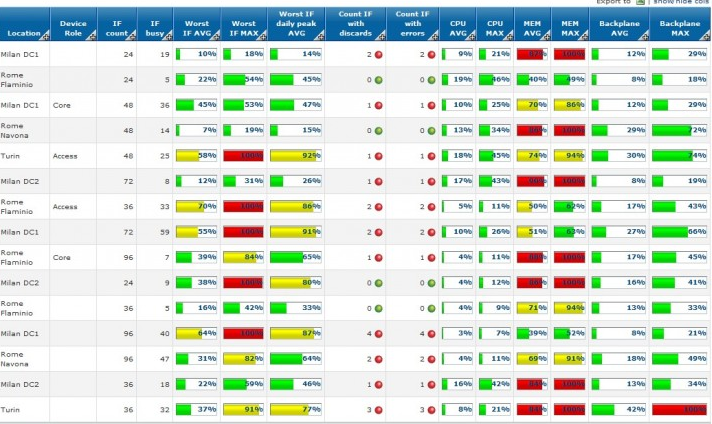 Export to show/hide cols
Location Device Role IF count IF busy Worst IF AVG Worst IF MAX Worst IF daily peak AVG Count IF with discards Count IF with errors CPU AVG CPU MAX MEM AVG MEM MAX Backplane AVG Backplane MAX
Milan DC1 24 19 10% 18% 14% 2 2 9% 21% 100% 12% 29%
Rome Flaminio 24 5 22% 54% 45% 0 0 19% 46% 40% 49% 8% 18%
Milan DC1 Core 48 36 45% 53% 47% 1 1 10% 25% 70% 86% 12% 29%
Rome Navona 48 14 7% 19% 15% 0 0 13% 34% 100% 29% 72%
Turin Access 48 25 58% 100% 92% 1 1 18% 45% 74% 94% 30% 74%
Milan DC2 72 8 12% 31% 26% 1 1 17% 43% 100% 8% 19%
Rome Flaminio Access 36 33 70% 100% 86% 2 2 5% 11% 50% 62% 17% 43%
Milan DC1 72 59 55% 100% 91% 2 2 10% 26% 51% 63% 27% 66%
Rome Flaminio Core 96 7 39% 84% 65% 1 1 4% 11% 100% 17% 45%
Milan DC2 24 9 38% 100% 80% 0 0 4% 12% 100% 16% 41%
Rome Flaminio 36 5 16% 42% 33% 0 0 4% 9% 71% 94% 13% 33%
Milan DC1 96 40 64% 100% 87% 4 4 3% 7% 39% 52% 8% 21%
Rome Navona 96 47 31% 82% 64% 2 2 4% 11% 69% 91% 18% 49%
Milan DC2 36 18 22% 59% 46% 1 1 16% 42% 100% 13% 34%
Turin 36 32 37% 91% 77% 3 3 8% 21% 100% 42% 100%